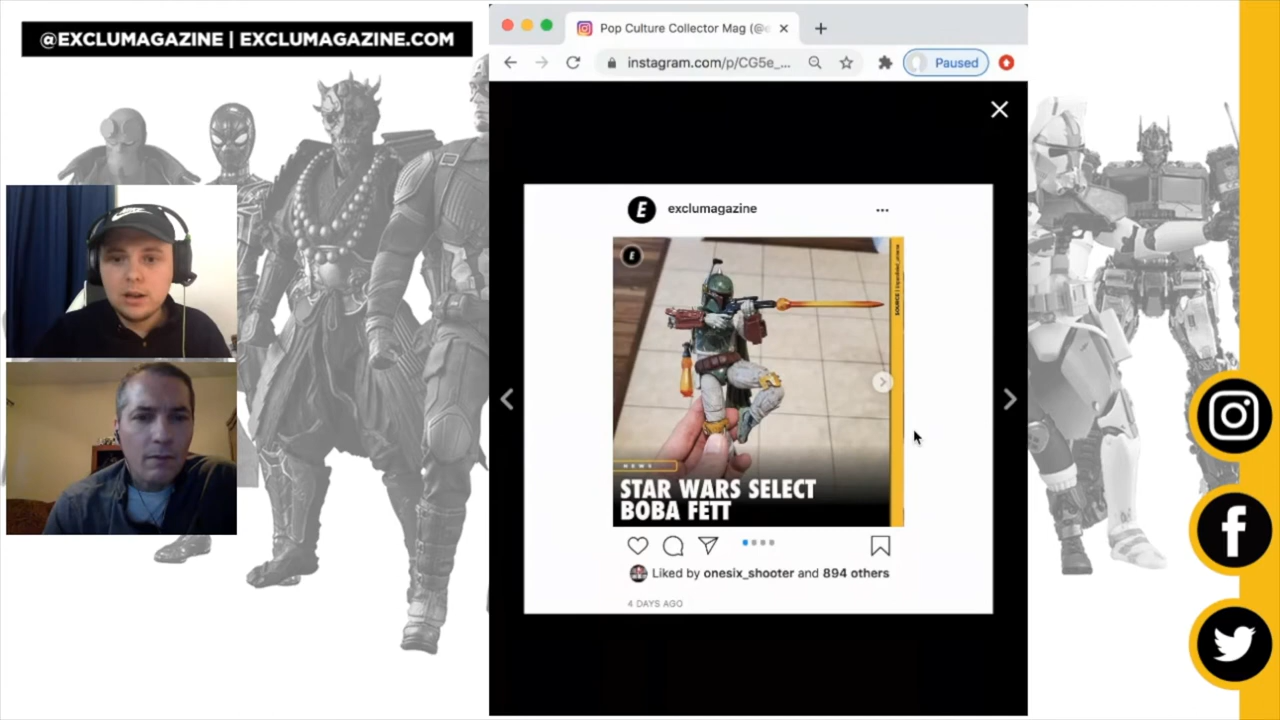 @EXCLUMAGAZINE | EXCLUMAGAZINE.COM
Pop Culture Collector Mag (@e
instagram.com/p/CG5e_...
Paused
E exclumagazine
E
NEWS
STAR WARS SELECT
BOBA FETT
Liked by onesix_shooter and 894 others
4 DAYS AGO